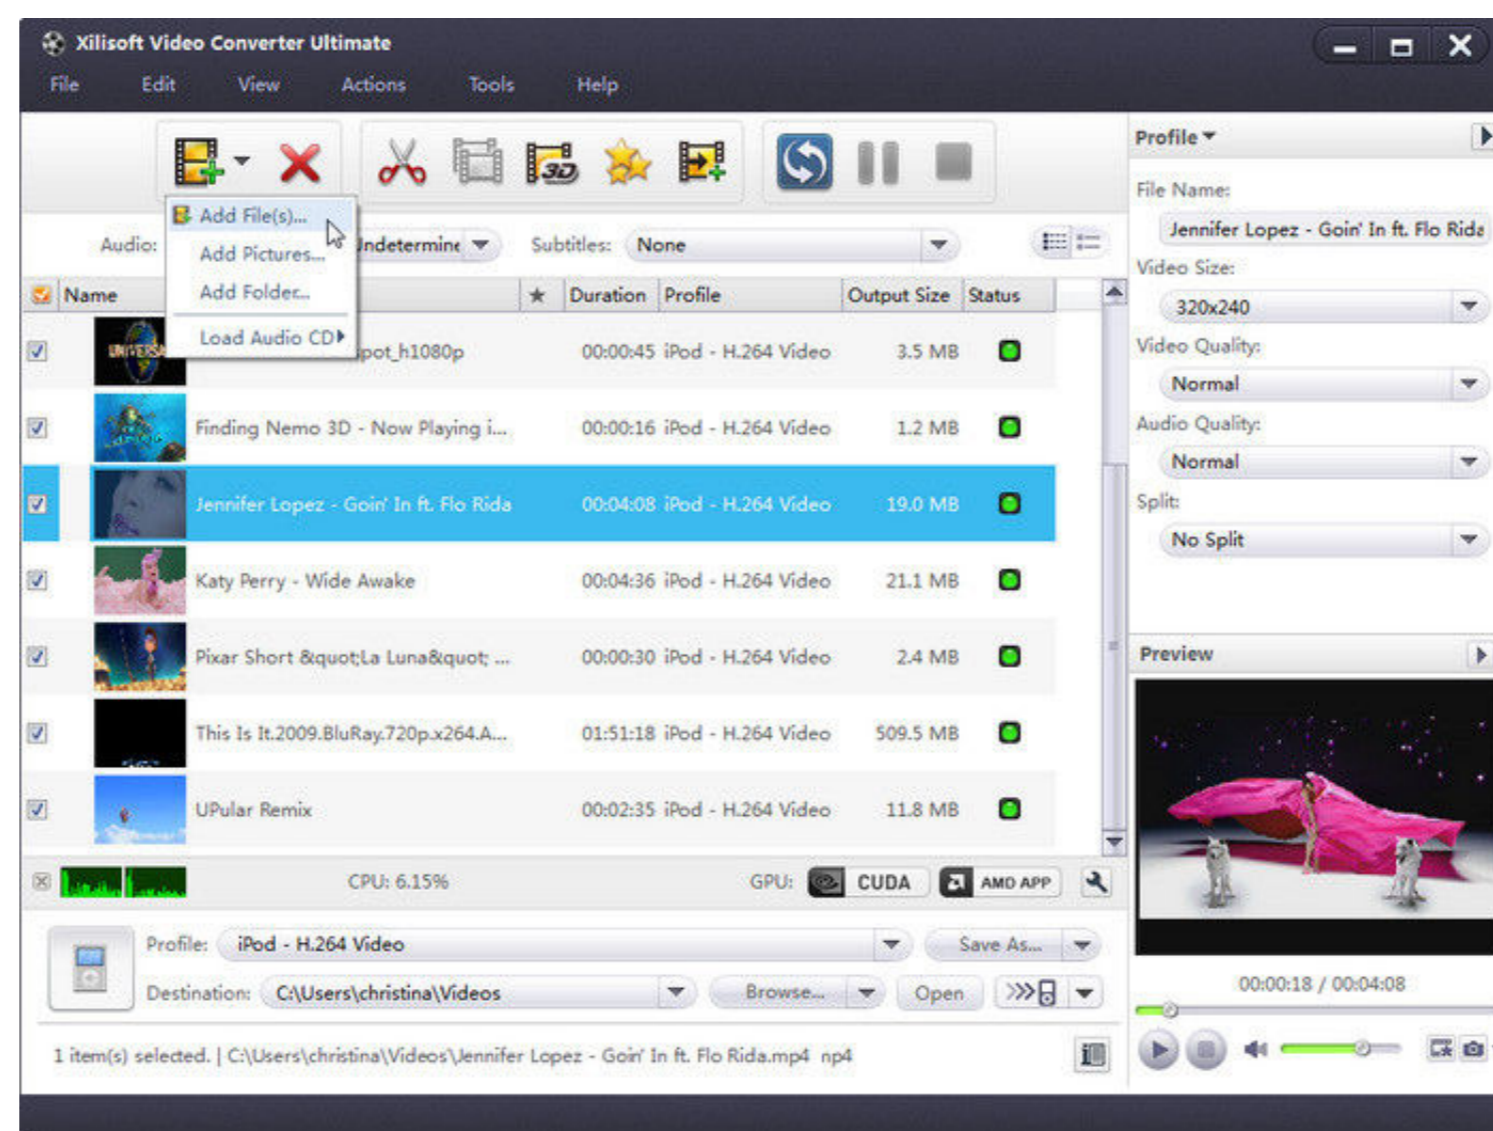 Xilisoft Video Converter Ultimate
File Edit View Actions Tools Help
Add File(s)...
Add Pictures...
Add Folder...
Load Audio CD
Audio: Subtitles: None
Name ★ Duration Profile Output Size Status
pot_h1080p 00:00:45 iPod - H.264 Video 3.5 MB
Finding Nemo 3D - Now Playing i... 00:00:16 iPod - H.264 Video 1.2 MB
Jennifer Lopez - Goin' In ft. Flo Rida 00:04:08 iPod - H.264 Video 19.0 MB
Katy Perry - Wide Awake 00:04:36 iPod - H.264 Video 21.1 MB
Pixar Short &quot;La Luna&quot; ... 00:00:30 iPod - H.264 Video 2.4 MB
This Is It.2009.BluRay.720p.x264.A... 01:51:18 iPod - H.264 Video 509.5 MB
UPular Remix 00:02:35 iPod - H.264 Video 11.8 MB
CPU: 6.15% GPU: CUDA AMD APP
Profile: iPod - H.264 Video Save As...
Destination: C:\Users\christina\Videos Browse... Open
1 item(s) selected. | C:\Users\christina\Videos\Jennifer Lopez - Goin' In ft. Flo Rida.mp4 np4
Profile
File Name:
Jennifer Lopez - Goin' In ft. Flo Rida
Video Size:
320x240
Video Quality:
Normal
Audio Quality:
Normal
Split:
No Split
Preview
00:00:18 / 00:04:08